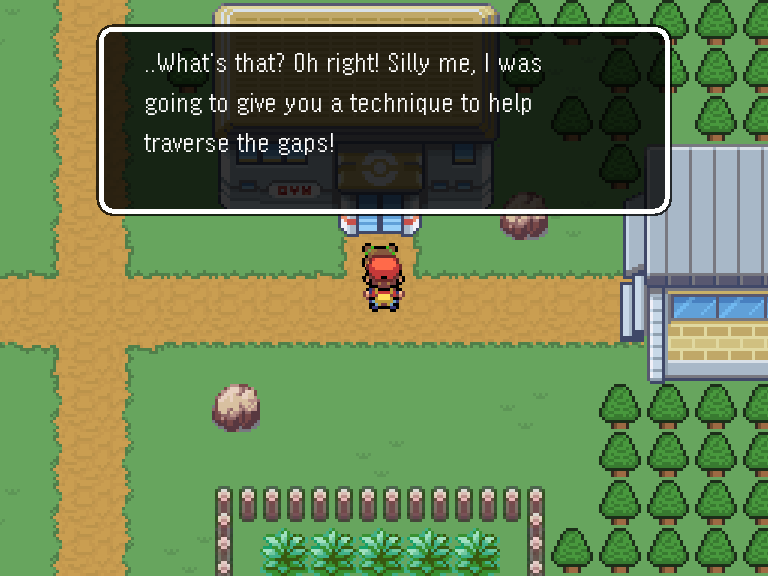 ..What's that? Oh right! Silly me, I was
going to give you a technique to help
traverse the gaps!
GYM